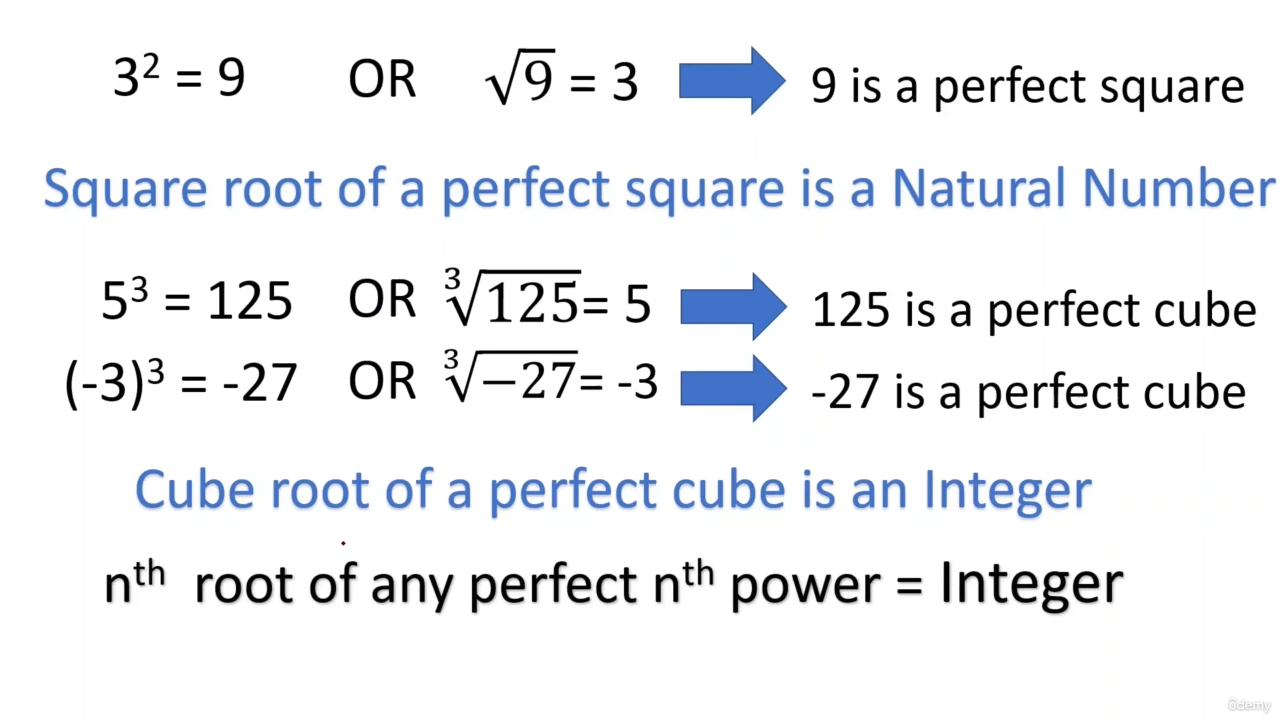 3² = 9 OR √9 = 3 9 is a perfect square
Square root of a perfect square is a Natural Number
5³ = 125 OR ∛125 = 5 125 is a perfect cube
(-3)³ = -27 OR ∛−27 = -3 -27 is a perfect cube
Cube root of a perfect cube is an Integer
nᵗʰ root of any perfect nᵗʰ power = Integer
ûdemy